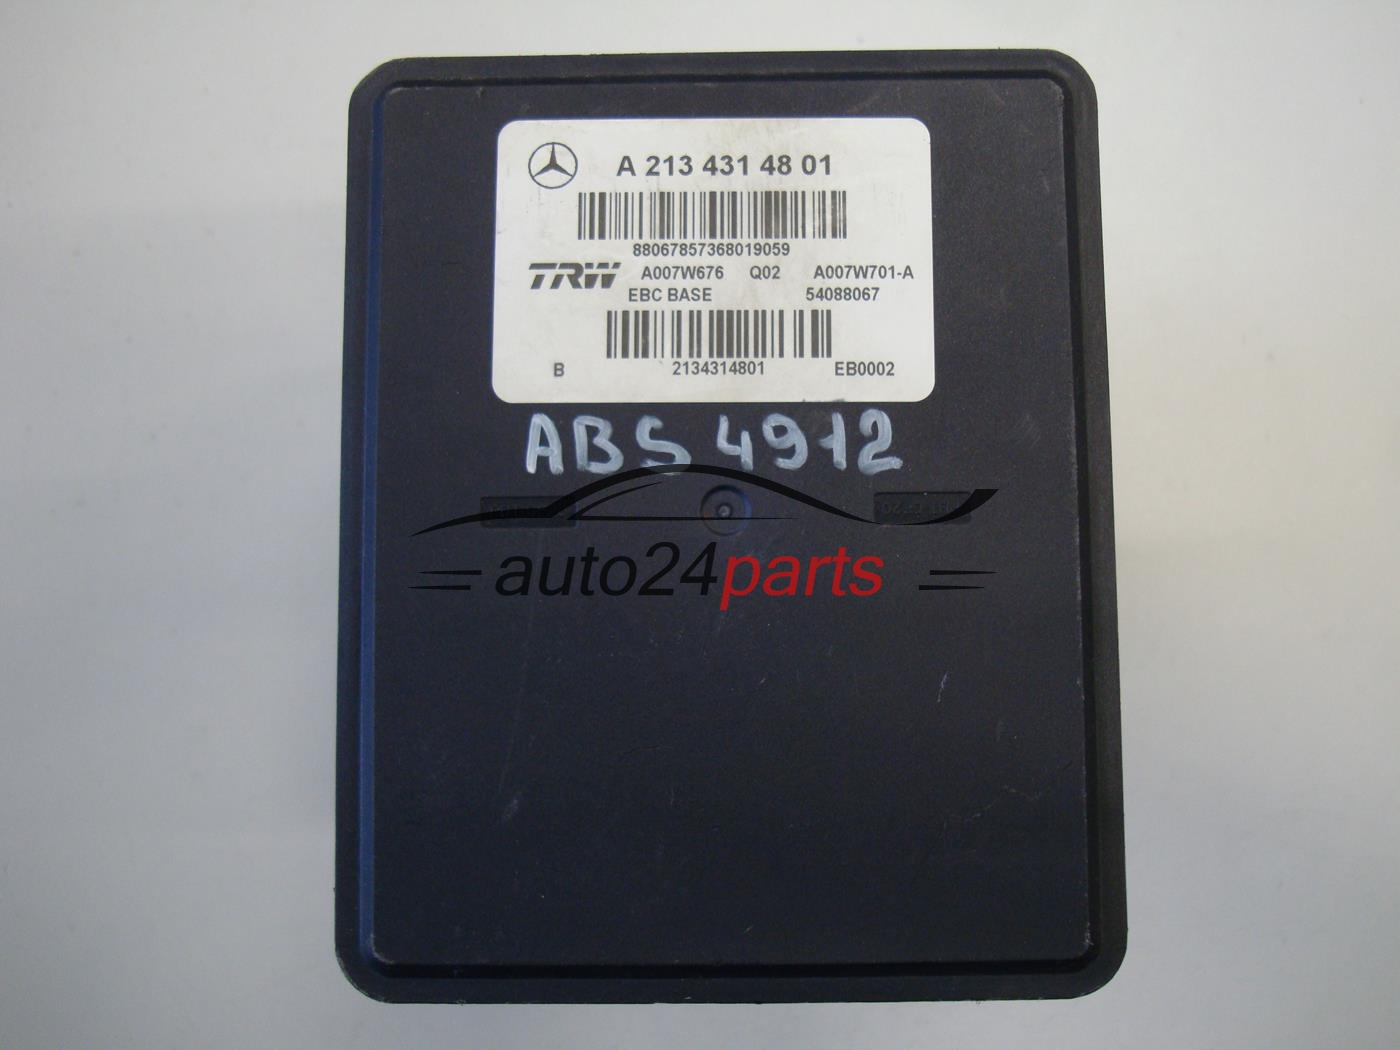 A 213 431 48 01
88067857368019059
TRW A007W676 Q02 A007W701-A
EBC BASE 54088067
B 2134314801 EB0002
ABS 4912
auto24parts